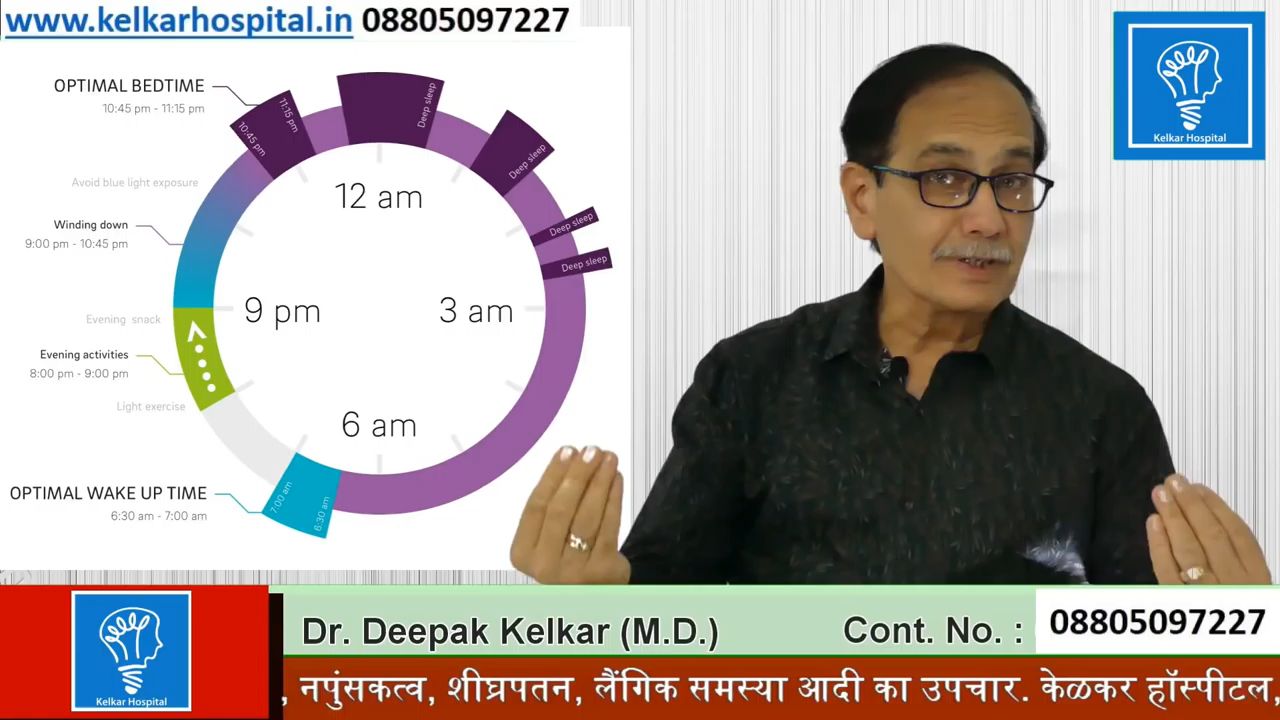 www.kelkarhospital.in 08805097227
OPTIMAL BEDTIME
10:45 pm - 11:15 pm
10:45 pm
11:15 pm
Deep sleep
Deep sleep
Deep sleep
Deep sleep
12 am
Avoid blue light exposure
Winding down
9:00 pm - 10:45 pm
9 pm
3 am
Evening snack
Evening activities
8:00 pm - 9:00 pm
Light exercise
6 am
OPTIMAL WAKE UP TIME
6:30 am - 7:00 am
7:00 am
6:30 am
Kelkar Hospital
Kelkar Hospital
Dr. Deepak Kelkar (M.D.)
Cont. No. :
08805097227
, नपुंसकत्व, शीघ्रपतन, लैंगिक समस्या आदी का उपचार. केळकर हॉस्पीटल,